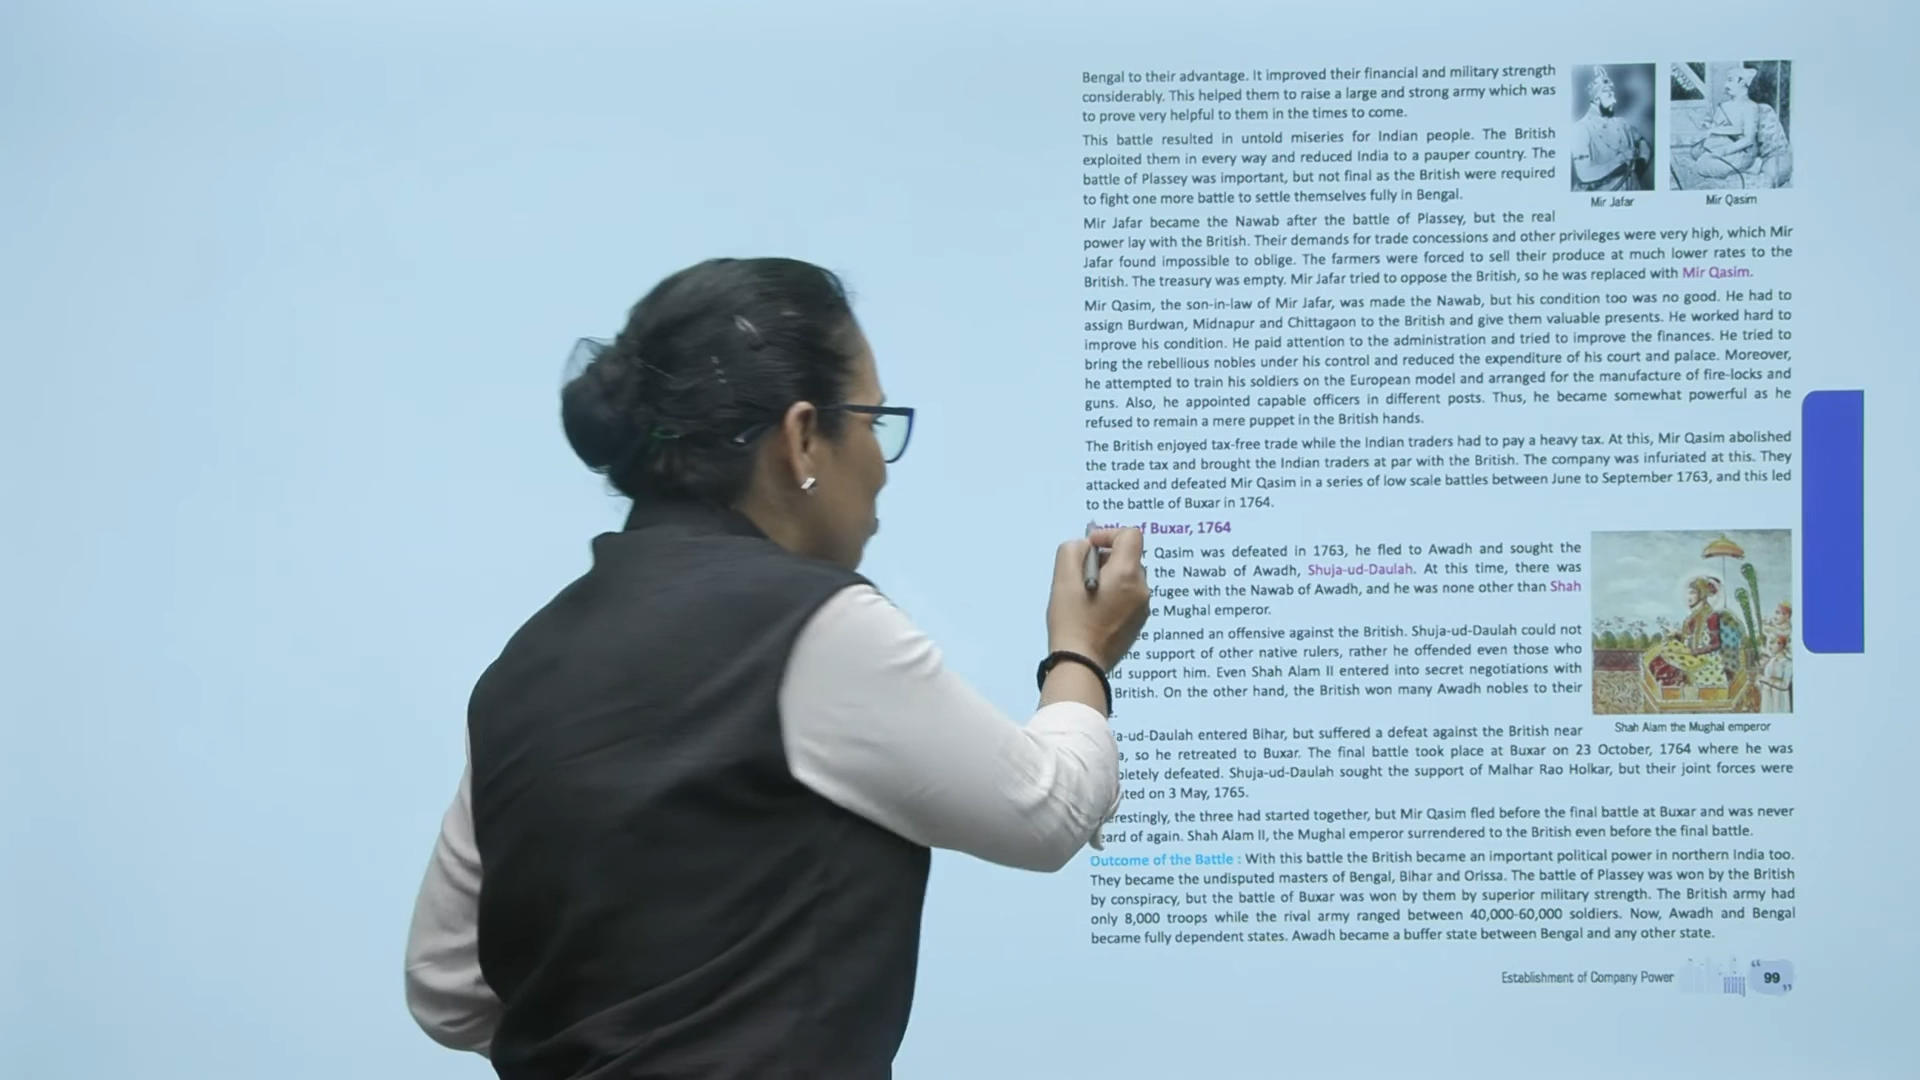 Bengal to their advantage. It improved their financial and military strength
considerably. This helped them to raise a large and strong army which was
to prove very helpful to them in the times to come.
This battle resulted in untold miseries for Indian people. The British
exploited them in every way and reduced India to a pauper country. The
battle of Plassey was important, but not final as the British were required
to fight one more battle to settle themselves fully in Bengal.
Mir Jafar
Mir Qasim
Mir Jafar became the Nawab after the battle of Plassey, but the real
power lay with the British. Their demands for trade concessions and other privileges were very high, which Mir
Jafar found impossible to oblige. The farmers were forced to sell their produce at much lower rates to the
British. The treasury was empty. Mir Jafar tried to oppose the British, so he was replaced with Mir Qasim.
Mir Qasim, the son-in-law of Mir Jafar, was made the Nawab, but his condition too was no good. He had to
assign Burdwan, Midnapur and Chittagaon to the British and give them valuable presents. He worked hard to
improve his condition. He paid attention to the administration and tried to improve the finances. He tried to
bring the rebellious nobles under his control and reduced the expenditure of his court and palace. Moreover,
he attempted to train his soldiers on the European model and arranged for the manufacture of fire-locks and
guns. Also, he appointed capable officers in different posts. Thus, he became somewhat powerful as he
refused to remain a mere puppet in the British hands.
The British enjoyed tax-free trade while the Indian traders had to pay a heavy tax. At this, Mir Qasim abolished
the trade tax and brought the Indian traders at par with the British. The company was infuriated at this. They
attacked and defeated Mir Qasim in a series of low scale battles between June to September 1763, and this led
to the battle of Buxar in 1764.
of Buxar, 1764
Qasim was defeated in 1763, he fled to Awadh and sought the
the Nawab of Awadh, Shuja-ud-Daulah. At this time, there was
efugee with the Nawab of Awadh, and he was none other than Shah
e Mughal emperor.
e planned an offensive against the British. Shuja-ud-Daulah could not
he support of other native rulers, rather he offended even those who
ld support him. Even Shah Alam II entered into secret negotiations with
British. On the other hand, the British won many Awadh nobles to their
Shah Alam the Mughal emperor
a-ud-Daulah entered Bihar, but suffered a defeat against the British near
a, so he retreated to Buxar. The final battle took place at Buxar on 23 October, 1764 where he was
pletely defeated. Shuja-ud-Daulah sought the support of Malhar Rao Holkar, but their joint forces were
ted on 3 May, 1765.
erestingly, the three had started together, but Mir Qasim fled before the final battle at Buxar and was never
eard of again. Shah Alam II, the Mughal emperor surrendered to the British even before the final battle.
Outcome of the Battle : With this battle the British became an important political power in northern India too.
They became the undisputed masters of Bengal, Bihar and Orissa. The battle of Plassey was won by the British
by conspiracy, but the battle of Buxar was won by them by superior military strength. The British army had
only 8,000 troops while the rival army ranged between 40,000-60,000 soldiers. Now, Awadh and Bengal
became fully dependent states. Awadh became a buffer state between Bengal and any other state.
Establishment of Company Power
99